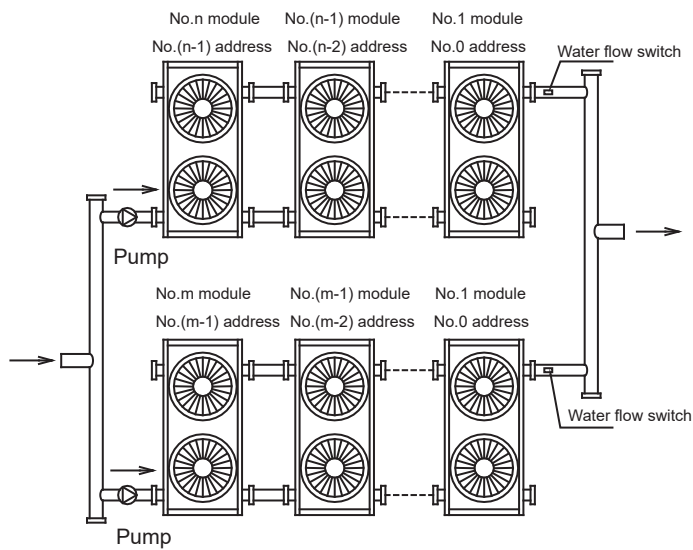 No.n module No.(n-1) module No.1 module
No.(n-1) address No.(n-2) address No.0 address
Water flow switch
Pump
No.m module No.(m-1) module No.1 module
No.(m-1) address No.(m-2) address No.0 address
Water flow switch
Pump